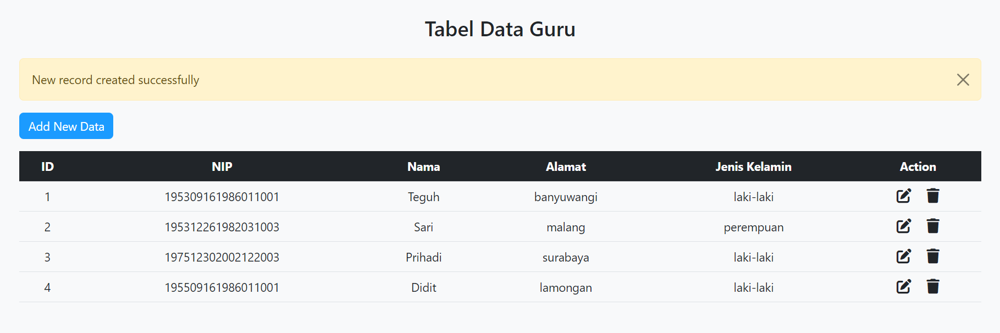 Tabel Data Guru
New record created successfully
Add New Data
ID NIP Nama Alamat Jenis Kelamin Action
1 195309161986011001 Teguh banyuwangi laki-laki
2 195312261982031003 Sari malang perempuan
3 197512302002122003 Prihadi surabaya laki-laki
4 195509161986011001 Didit lamongan laki-laki